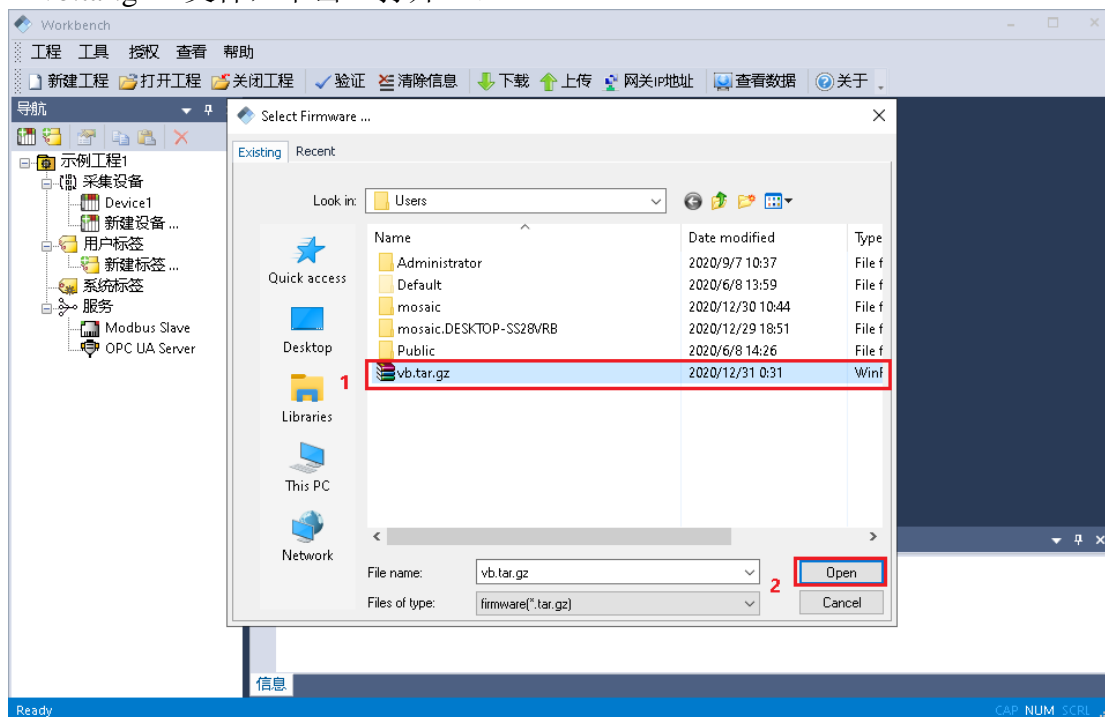 Workbench
工程 工具 授权 查看 帮助
新建工程 打开工程 关闭工程 验证 清除信息 下载 上传 网关IP地址 查看数据 关于
导航
示例工程1
采集设备
Device1
新建设备 ...
用户标签
新建标签 ...
系统标签
服务
Modbus Slave
OPC UA Server
Select Firmware ...
Existing Recent
Look in: Users
Quick access
Desktop
Libraries
This PC
Network
Name Date modified Type
Administrator 2020/9/7 10:37 File f
Default 2020/6/8 13:59 File f
mosaic 2020/12/30 10:44 File f
mosaic.DESKTOP-SS28VRB 2020/12/29 18:51 File f
Public 2020/6/8 14:26 File f
vb.tar.gz 2020/12/31 0:31 WinF
1
File name: vb.tar.gz Open
2
Files of type: firmware(*.tar.gz) Cancel
信息
Ready CAP NUM SCRL